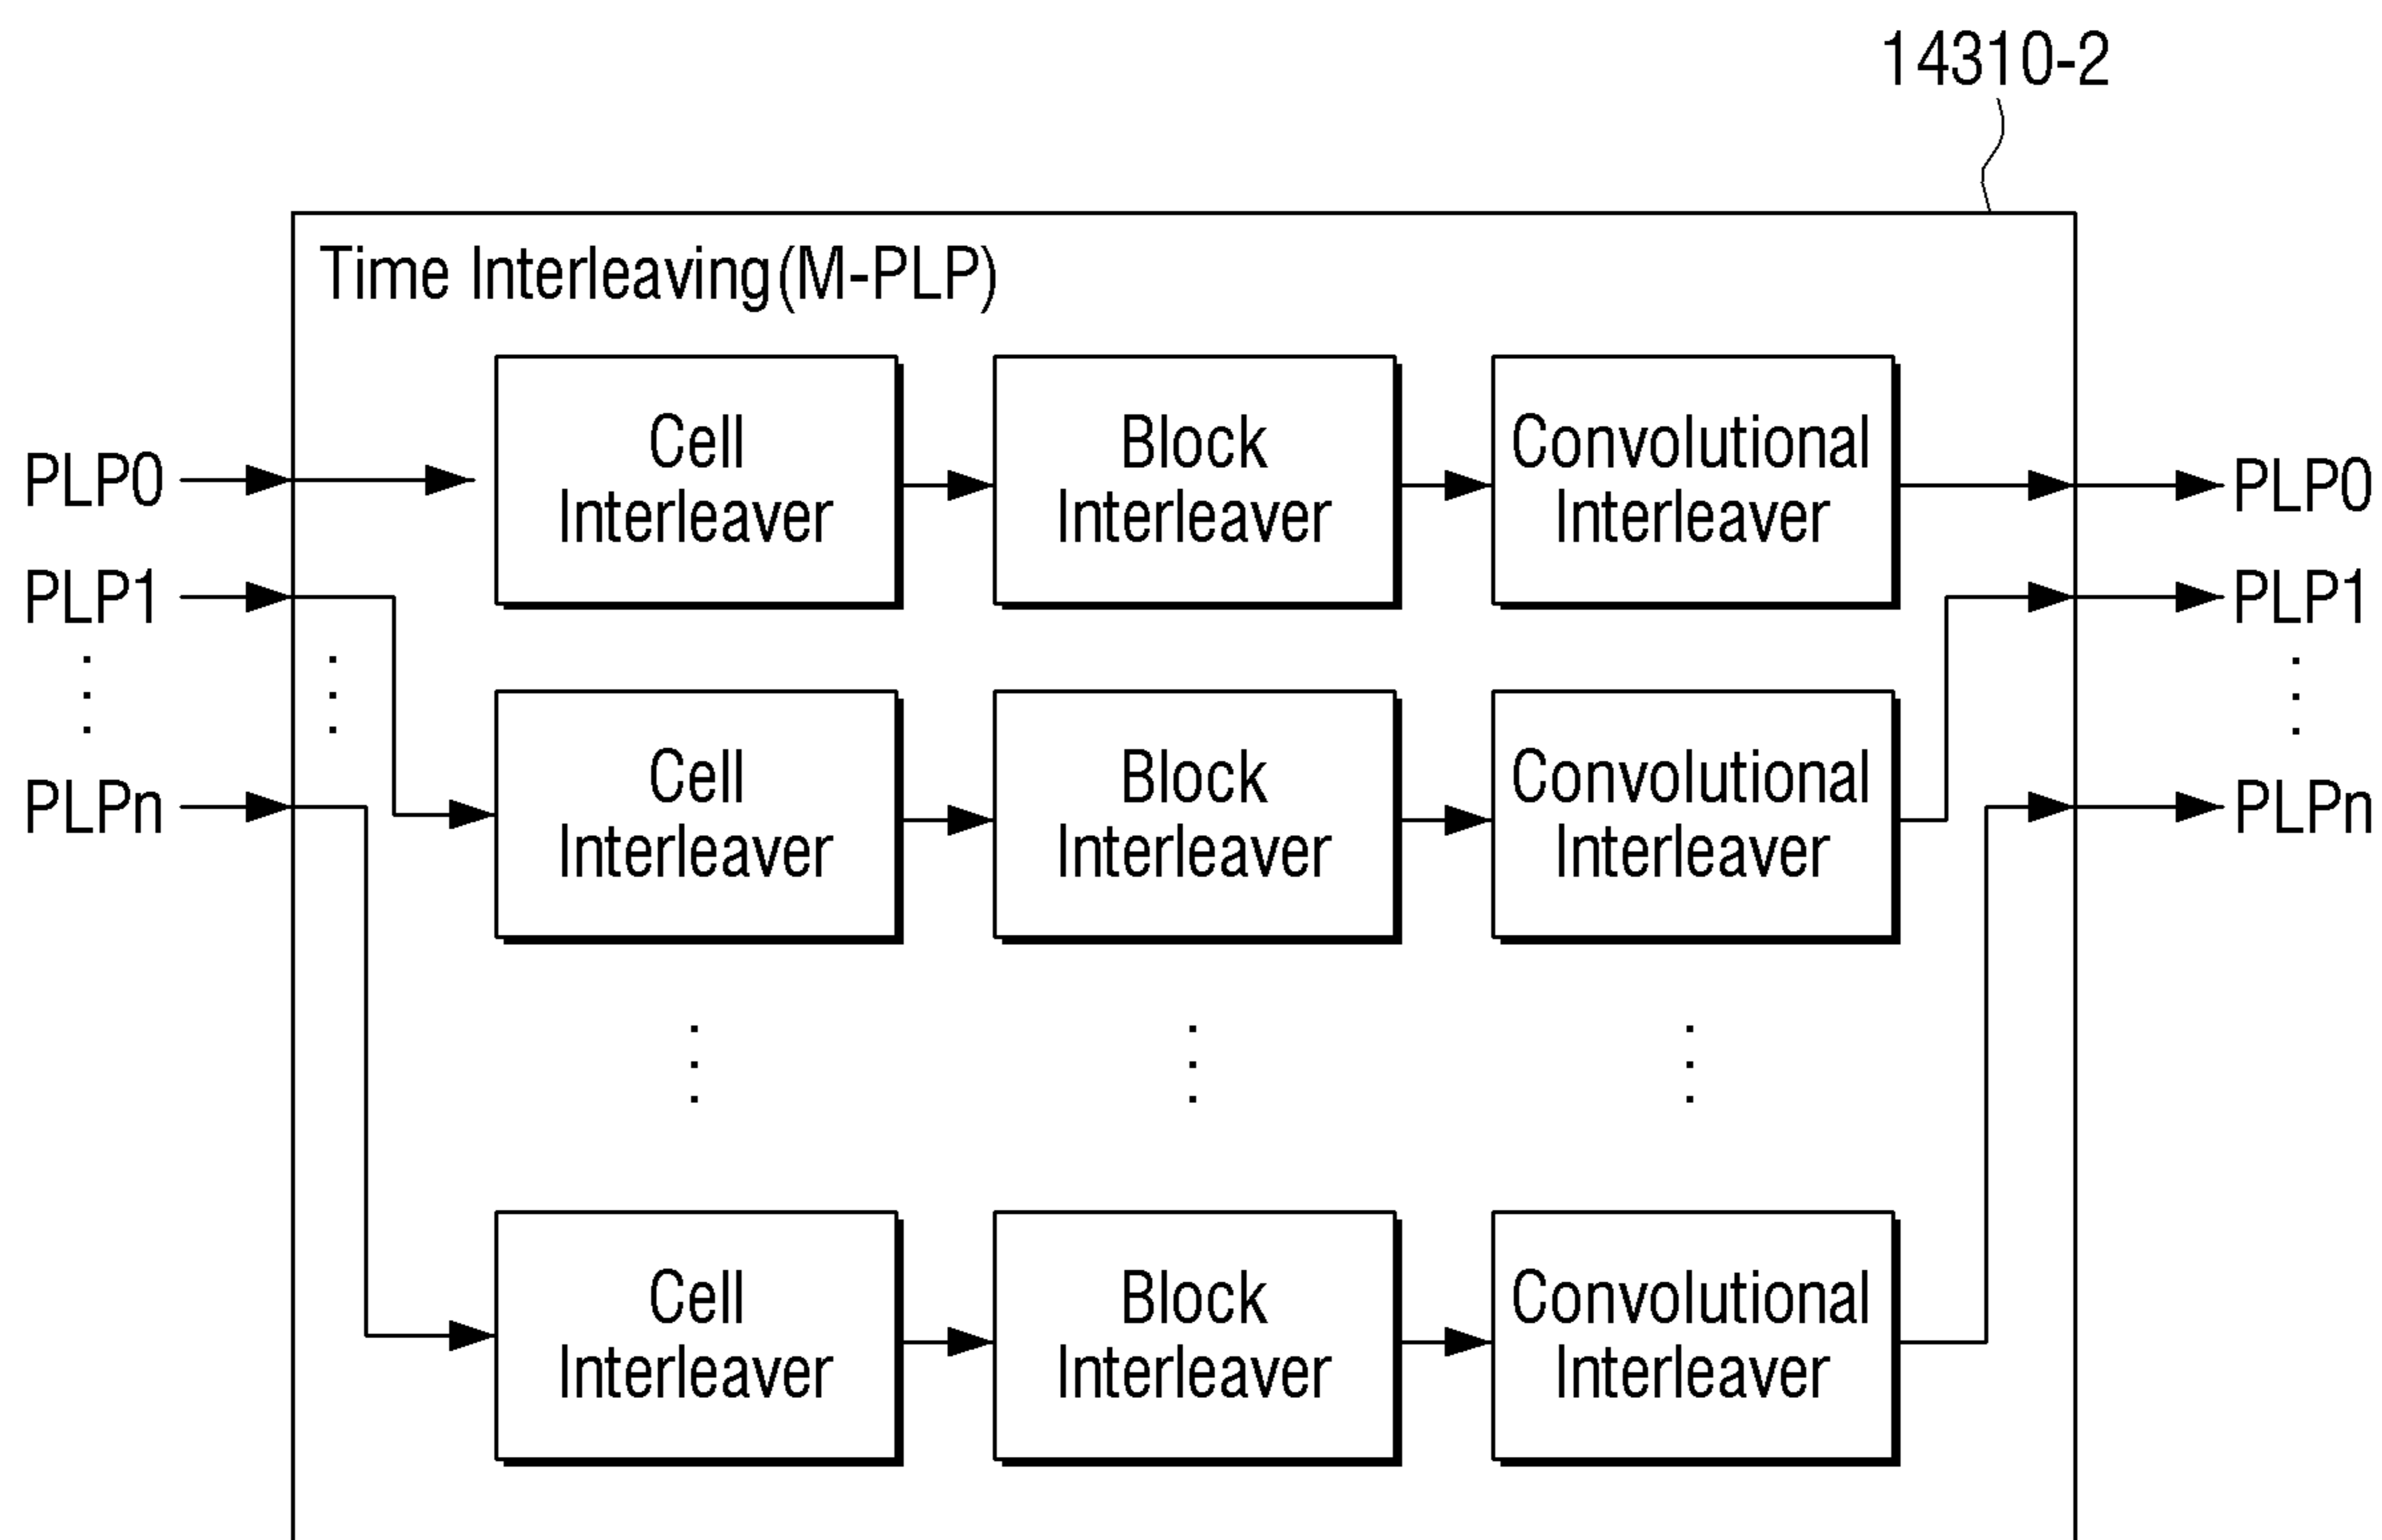 14310-2
Time Interleaving(M-PLP)
PLP0
Cell
Interleaver
Block
Interleaver
Convolutional
Interleaver
PLP0
PLP1
PLP1
PLPn
Cell
Interleaver
Block
Interleaver
Convolutional
Interleaver
PLPn
Cell
Interleaver
Block
Interleaver
Convolutional
Interleaver